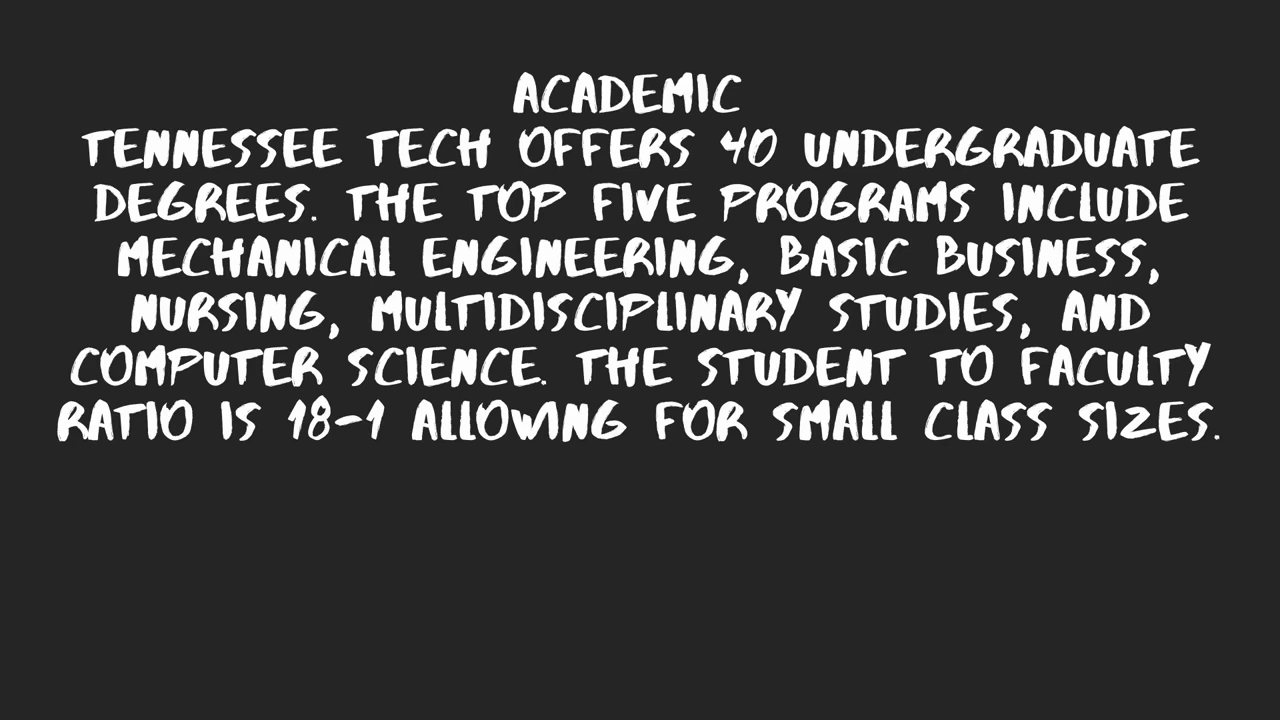 ACADEMIC
TENNESSEE TECH OFFERS 40 UNDERGRADUATE
DEGREES. THE TOP FIVE PROGRAMS INCLUDE
MECHANICAL ENGINEERING, BASIC BUSINESS,
NURSING, MULTIDISCIPLINARY STUDIES, AND
COMPUTER SCIENCE. THE STUDENT TO FACULTY
RATIO IS 18-1 ALLOWING FOR SMALL CLASS SIZES.